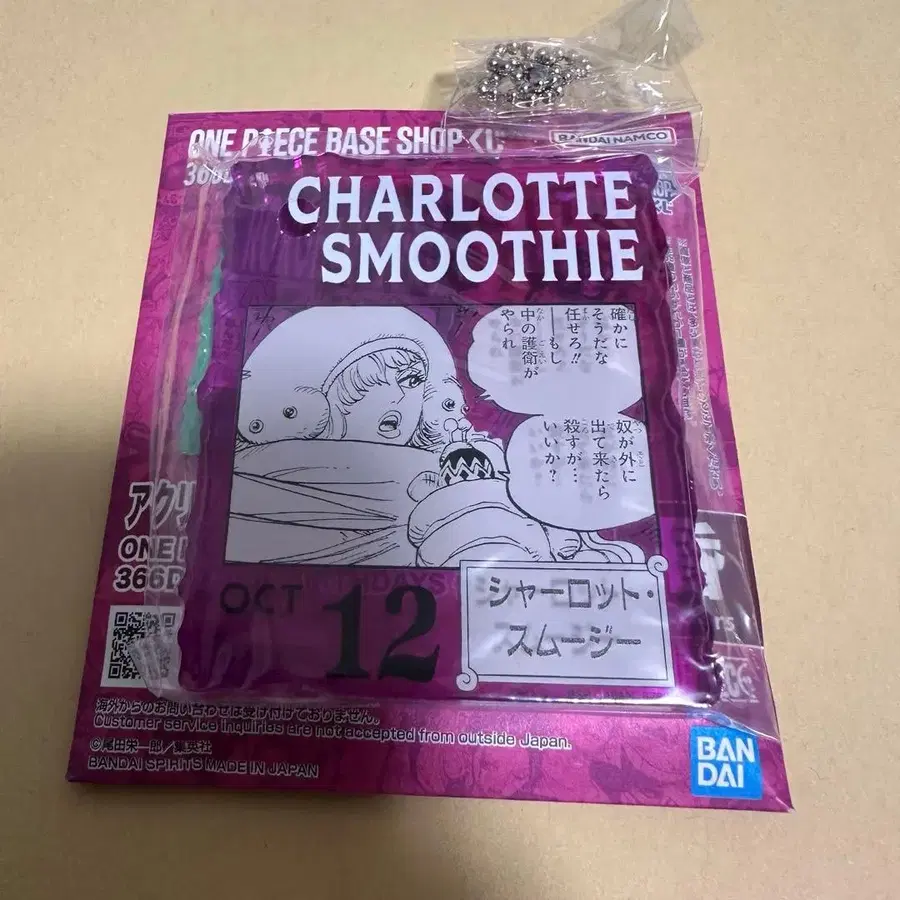 ONE PIECE BASE SHOP くじ
BANDAI NAMCO
CHARLOTTE
SMOOTHIE
確かに
そうだな
任せろ!!
――もし
中の護衛が
やられ
奴が外に
出て来たら
殺すが…
いいか?
アクリ
ONE
366D
OCT 12
シャーロット・
スムージー
海外からのお問い合わせは受け付けておりません。
Customer service inquiries are not accepted from outside Japan.
©尾田栄一郎/集英社
BANDAI SPIRITS MADE IN JAPAN
BAN
DAI